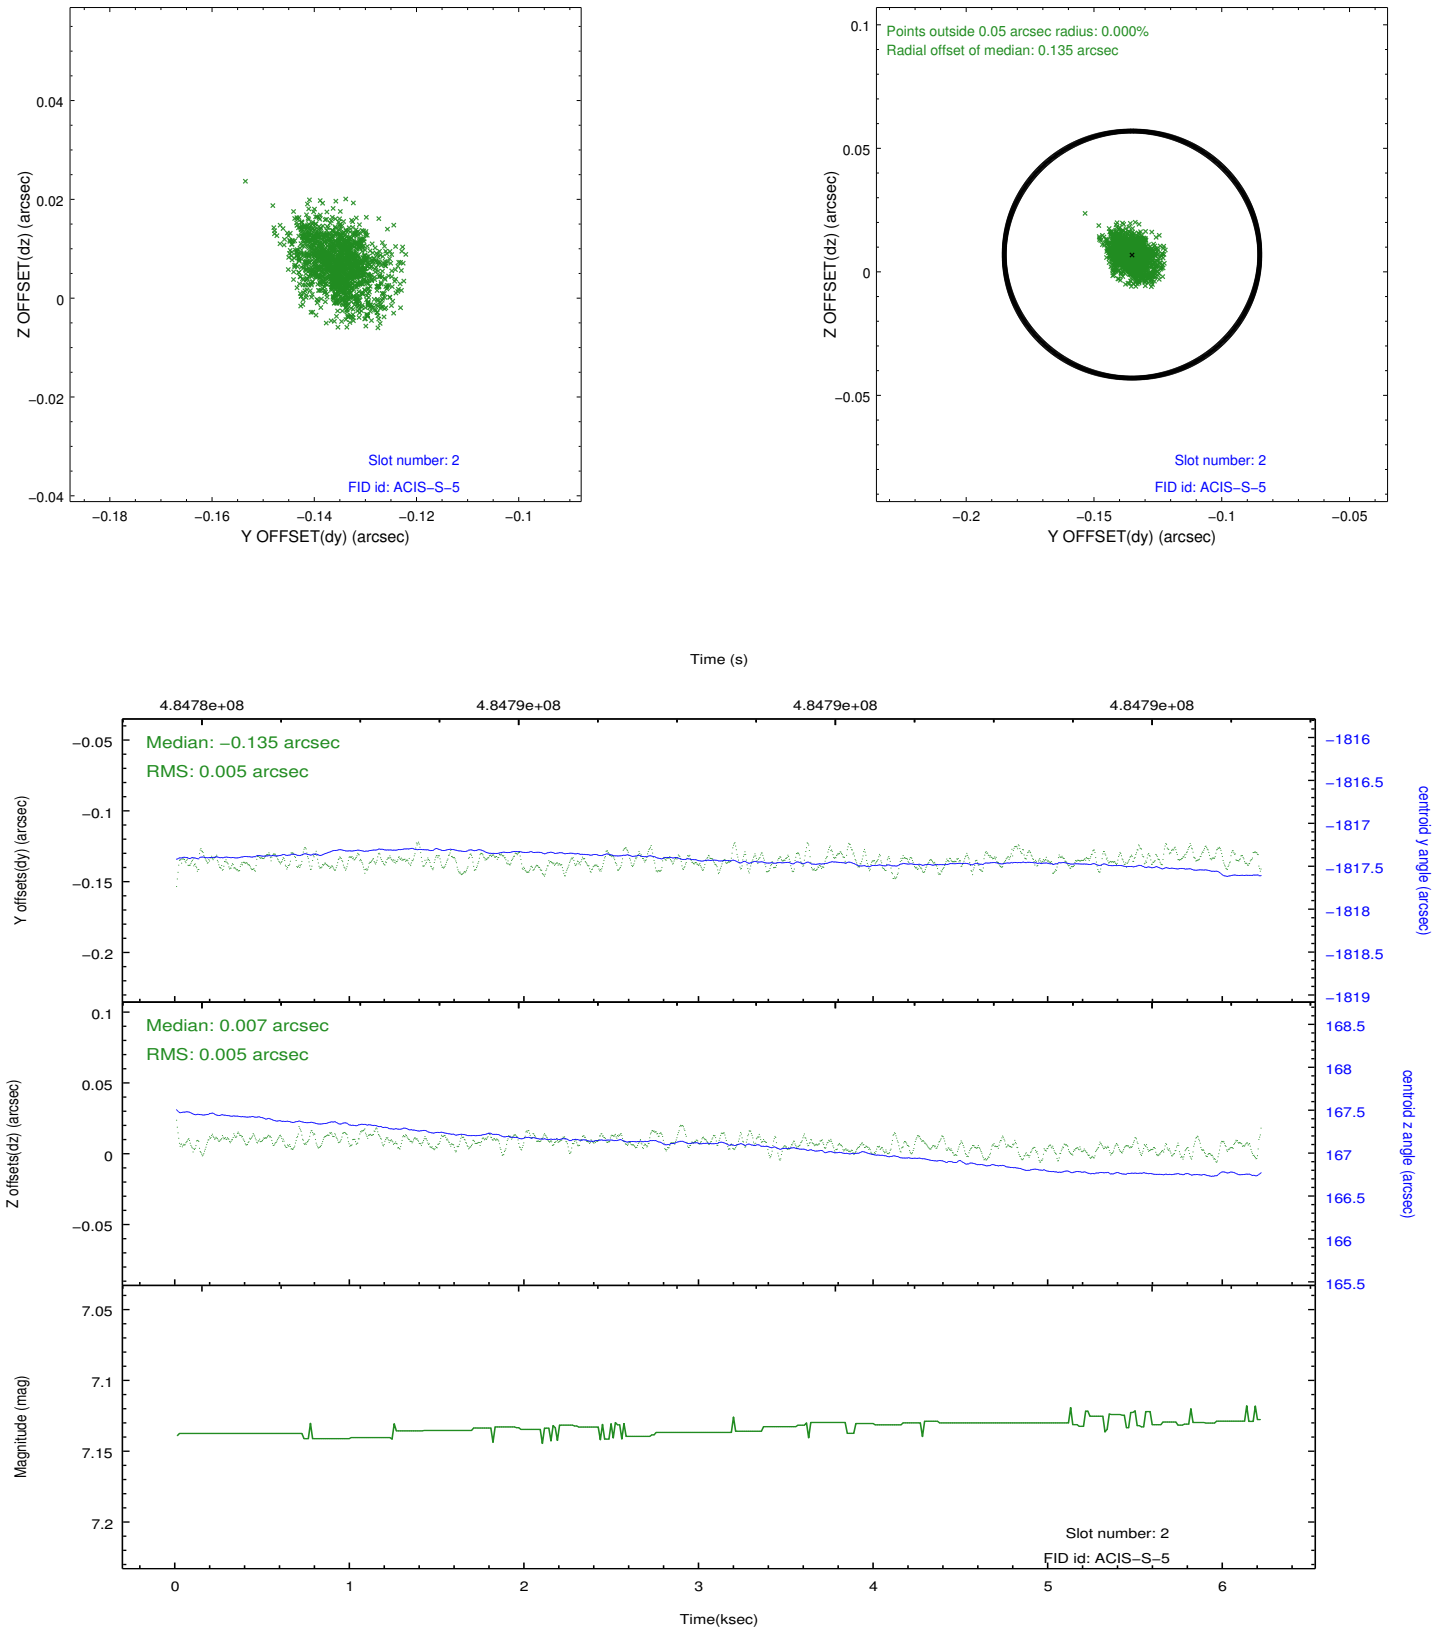 0.04
0.02
0
−0.02
−0.04
Z OFFSET(dz) (arcsec)
Slot number: 2
FID id: ACIS−S−5
−0.18
−0.16
−0.14
−0.12
−0.1
Y OFFSET(dy) (arcsec)
Points outside 0.05 arcsec radius: 0.000%
Radial offset of median: 0.135 arcsec
0.1
0.05
0
−0.05
Z OFFSET(dz) (arcsec)
Slot number: 2
FID id: ACIS−S−5
−0.2
−0.15
−0.1
−0.05
Y OFFSET(dy) (arcsec)
Time (s)
4.8478e+08
4.8479e+08
4.8479e+08
4.8479e+08
Median: −0.135 arcsec
RMS: 0.005 arcsec
−0.05
−0.1
−0.15
−0.2
Y offsets(dy) (arcsec)
−1816
−1816.5
−1817
−1817.5
−1818
−1818.5
−1819
centroid y angle (arcsec)
Median: 0.007 arcsec
RMS: 0.005 arcsec
0.1
0.05
0
−0.05
Z offsets(dz) (arcsec)
168.5
168
167.5
167
166.5
166
165.5
centroid z angle (arcsec)
7.05
7.1
7.15
7.2
Magnitude (mag)
Slot number: 2
FID id: ACIS−S−5
0
1
2
3
4
5
6
Time(ksec)